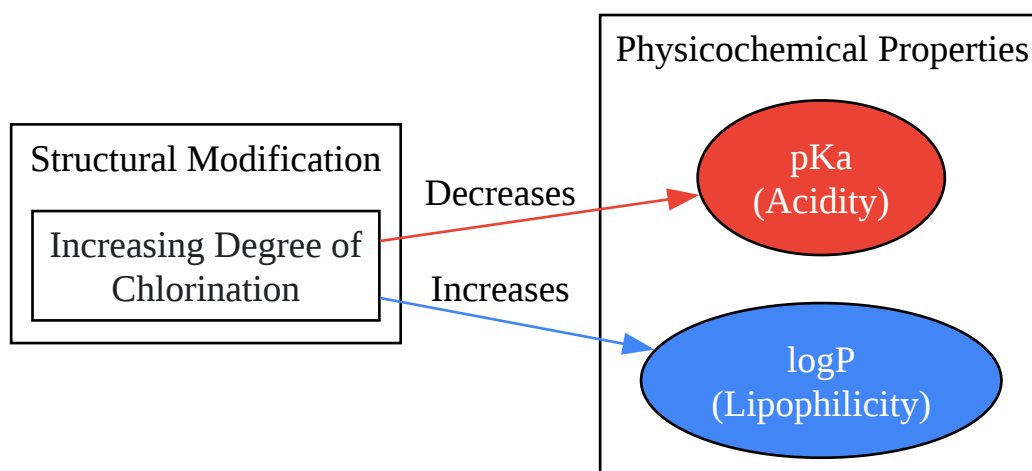 Physicochemical Properties
Structural Modification
Increasing Degree of
Chlorination
Decreases
Increases
pKa
(Acidity)
logP
(Lipophilicity)